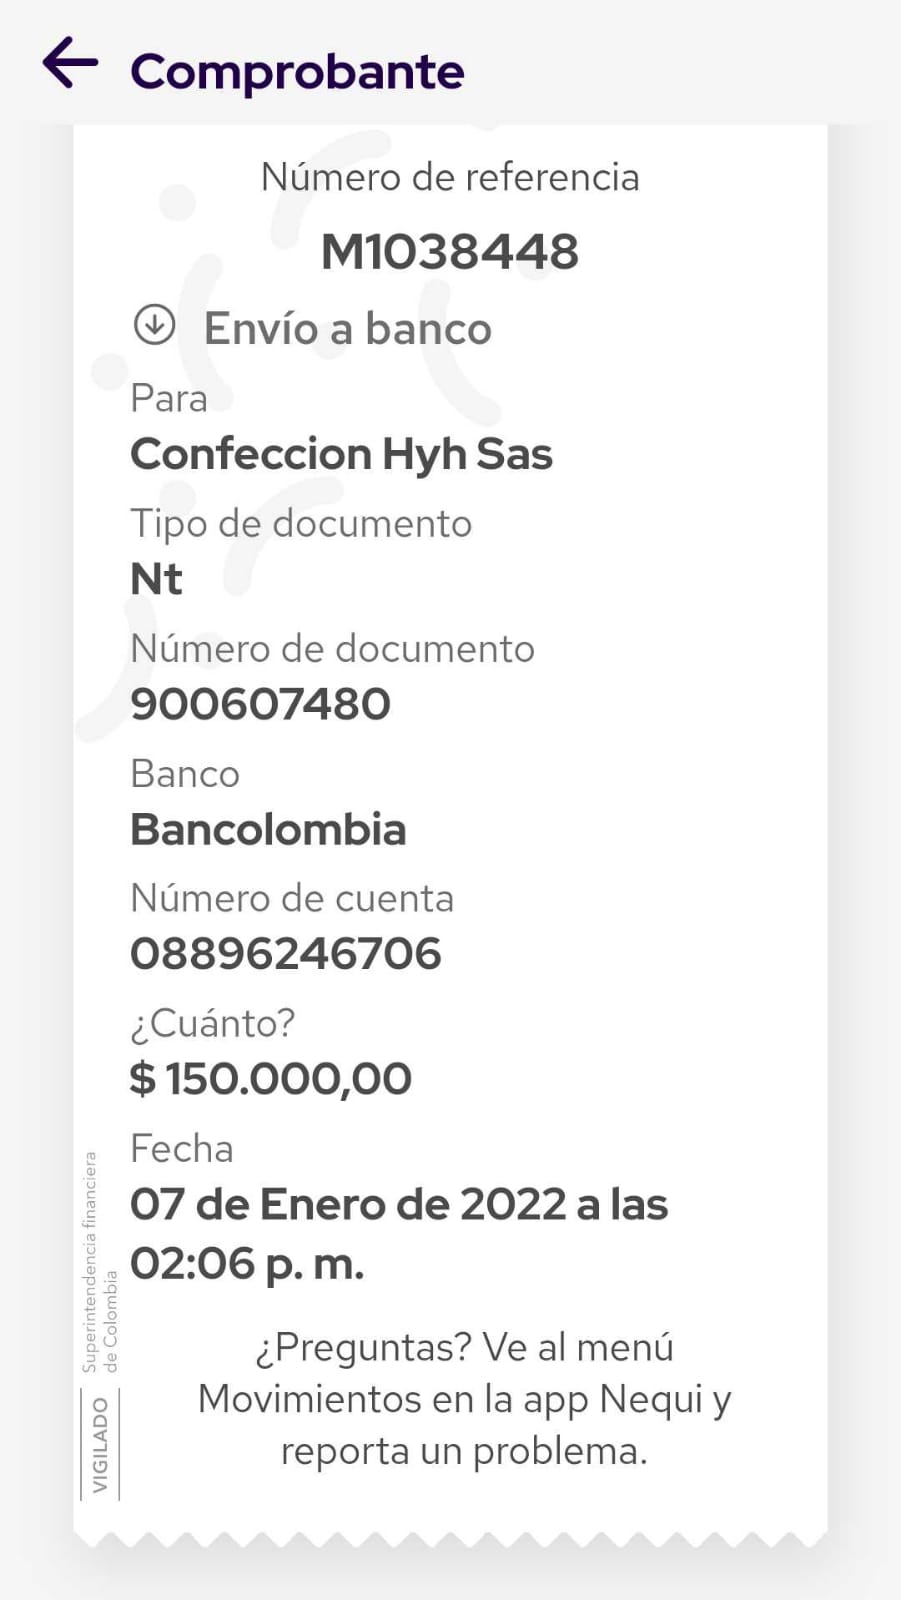 Comprobante
Número de referencia
M1038448
Envío a banco
Para
Confeccion Hyh Sas
Tipo de documento
Nt
Número de documento
900607480
Banco
Bancolombia
Número de cuenta
08896246706
¿Cuánto?
$ 150.000,00
Fecha
07 de Enero de 2022 a las
02:06 p. m.
¿Preguntas? Ve al menú
Movimientos en la app Nequi y
reporta un problema.
VIGILADO
Superintendencia financiera
de Colombia